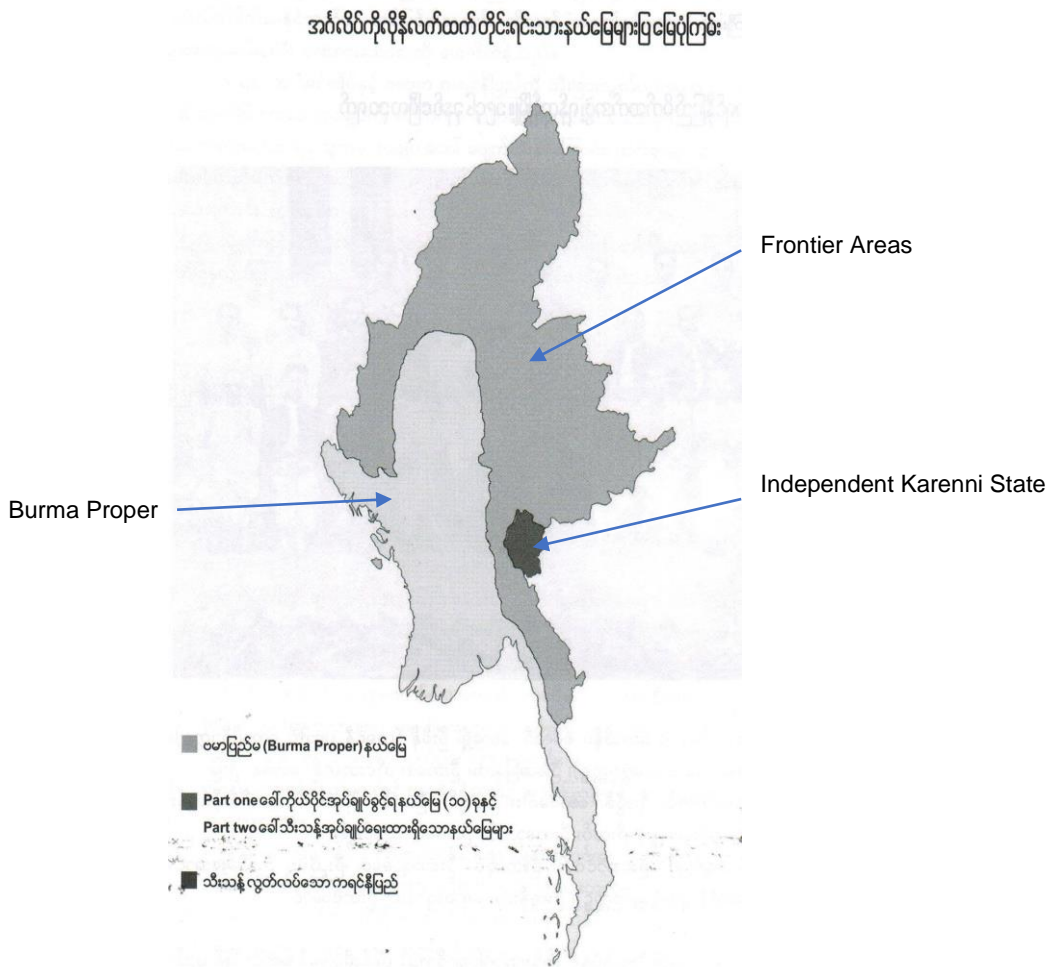 အင်္ဂလိပ်ကိုလိုနီလက်ထက် တိုင်းရင်းသားနယ်မြေများပြ မြေပုံကြမ်း
Frontier Areas
Independent Karenni State
Burma Proper
ဗမာပြည်မ (Burma Proper) နယ်မြေ
Part one ခေါ် ကိုယ်ပိုင်အုပ်ချုပ်ခွင့်ရ နယ်မြေ (၁၀) ခုနှင့်
Part two ခေါ် သီးသန့်အုပ်ချုပ်ရေးထားရှိသော နယ်မြေများ
သီးသန့် လွတ်လပ်သော ကရင်နီပြည်